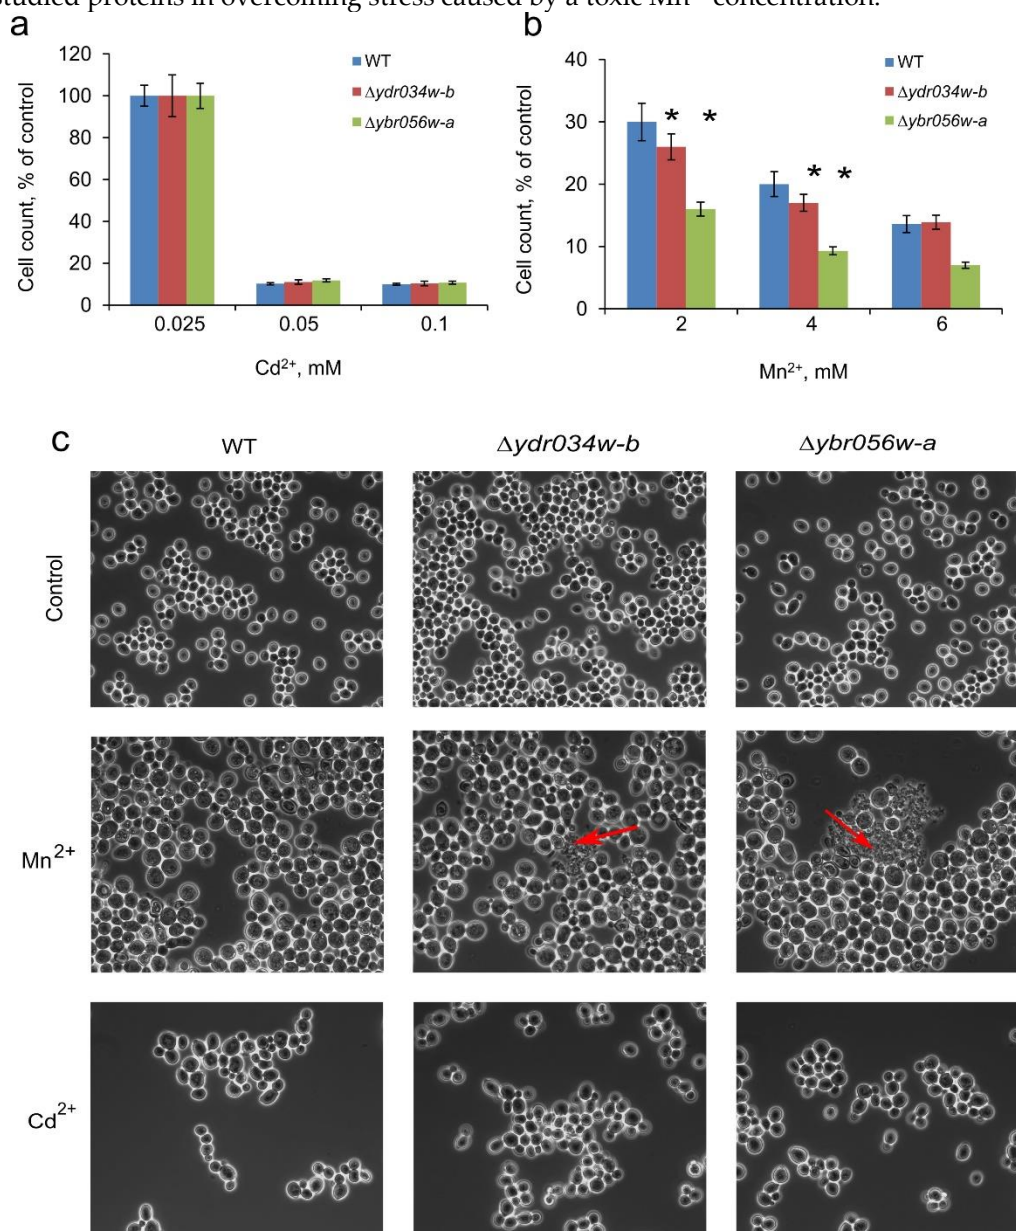 studied proteins in overcoming stress caused by a toxic Mn²⁺ concentration.
a
120
100
80
60
40
20
0
Cell count, % of control
WT
Δydr034w-b
Δybr056w-a
0.025 0.05 0.1
Cd²⁺, mM
b
40
30
20
10
0
Cell count, % of control
WT
Δydr034w-b
Δybr056w-a
* *
* *
2 4 6
Mn²⁺, mM
c
WT Δydr034w-b Δybr056w-a
Control
Mn²⁺
Cd²⁺